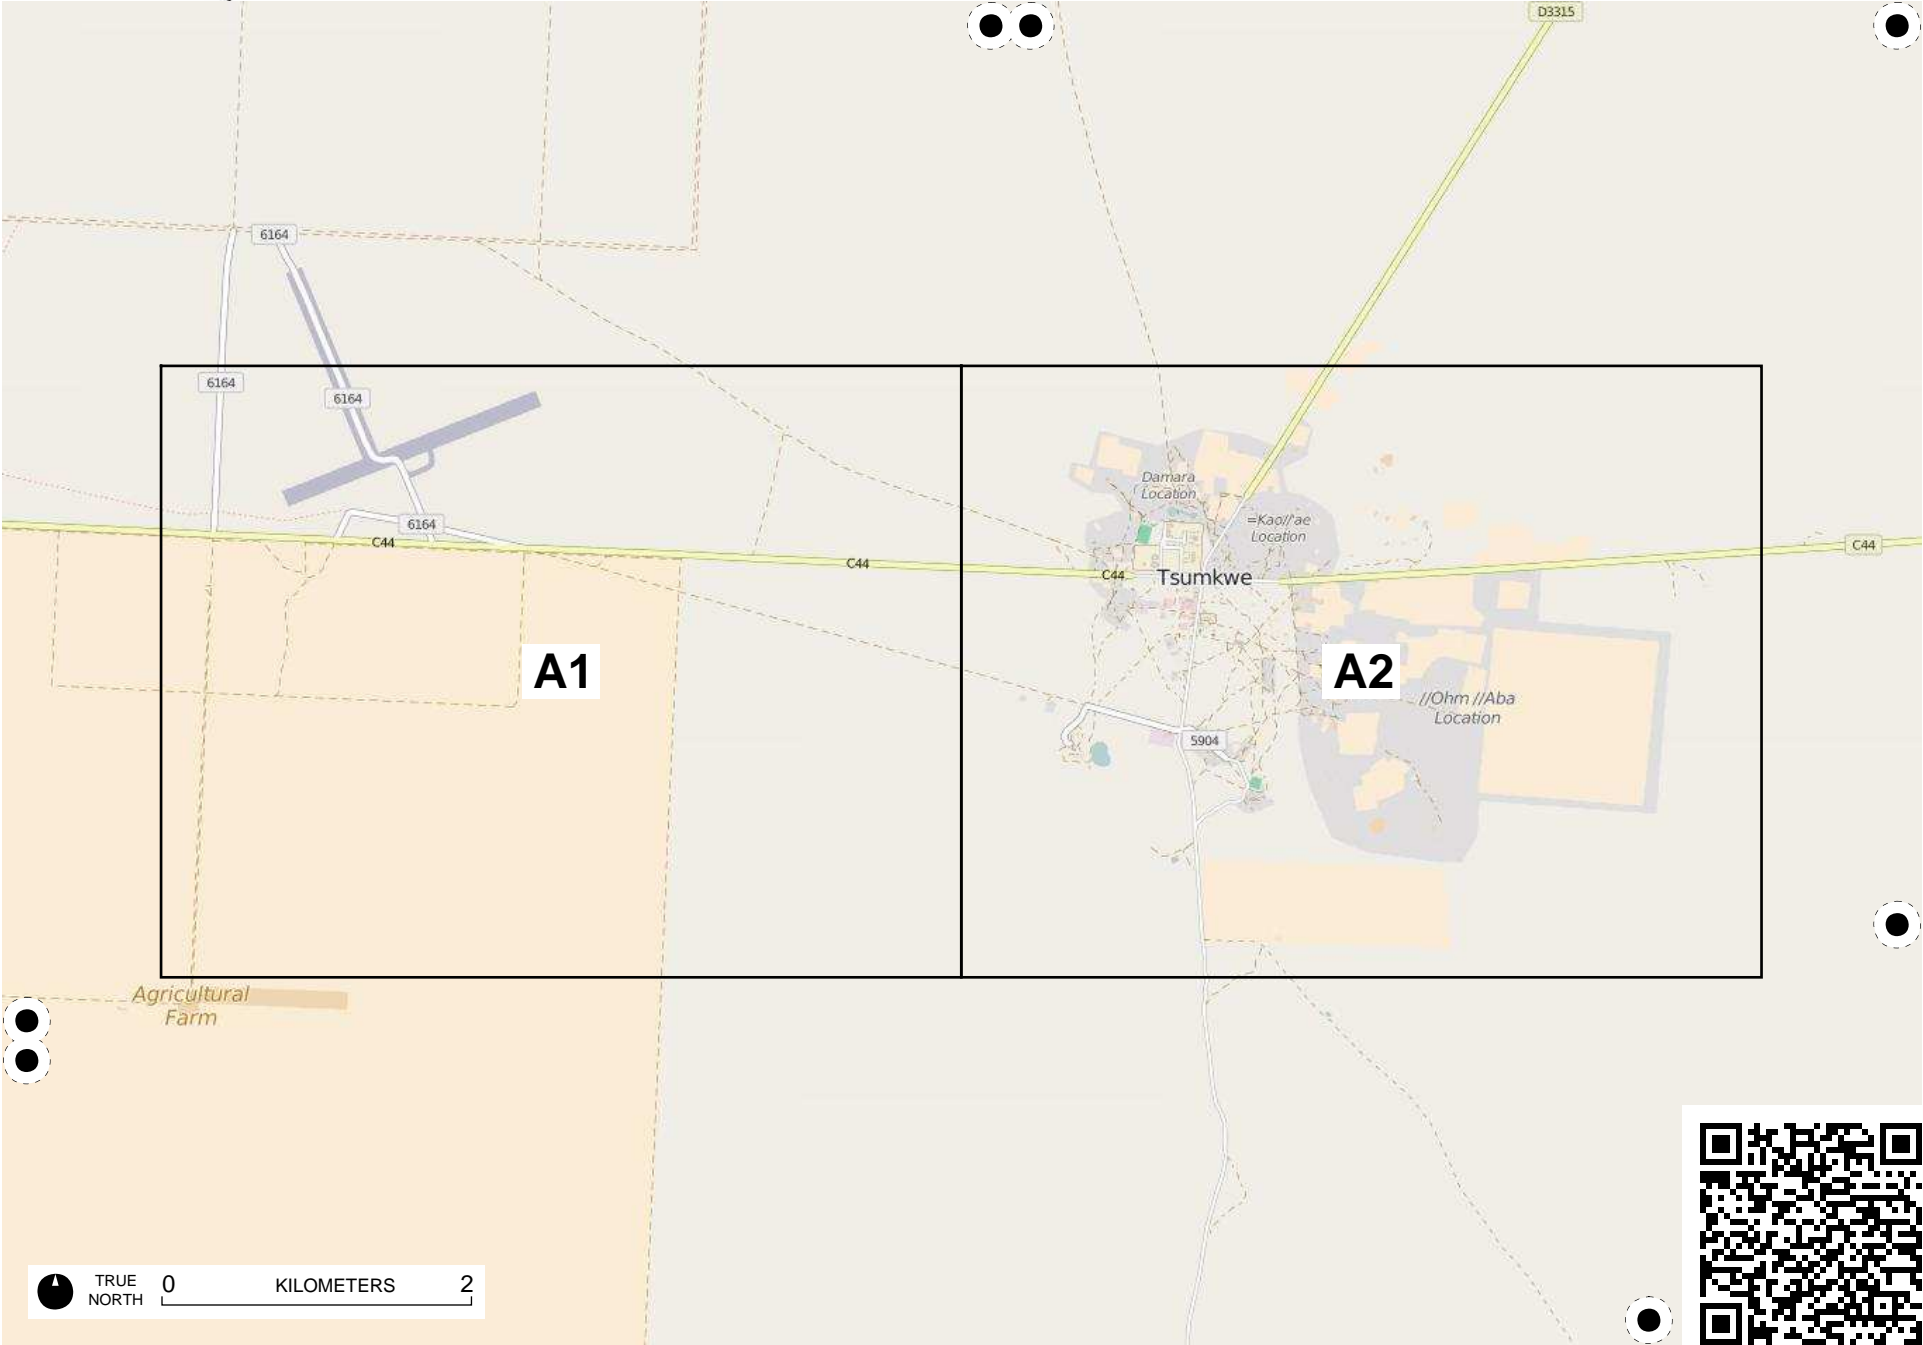 D3315
6164
6164
6164
Damara
Location
=Kao//'ae
Location
6164
C44
C44
C44
C44
Tsumkwe
A1
A2
//Ohm //Aba
Location
5904
Agricultural
Farm
TRUE
NORTH
0
KILOMETERS
2